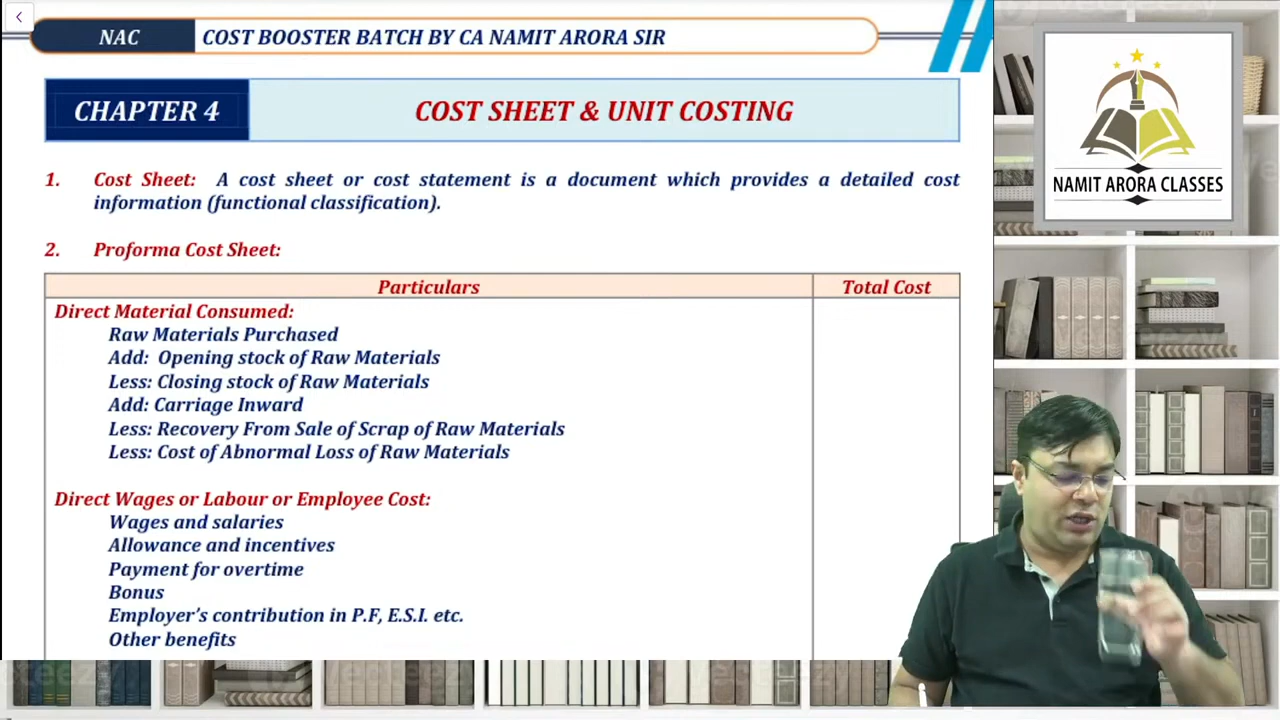 NAC
COST BOOSTER BATCH BY CA NAMIT ARORA SIR
CHAPTER 4
COST SHEET & UNIT COSTING
1. Cost Sheet: A cost sheet or cost statement is a document which provides a detailed cost
information (functional classification).
2. Proforma Cost Sheet:
Particulars
Total Cost
Direct Material Consumed:
Raw Materials Purchased
Add: Opening stock of Raw Materials
Less: Closing stock of Raw Materials
Add: Carriage Inward
Less: Recovery From Sale of Scrap of Raw Materials
Less: Cost of Abnormal Loss of Raw Materials
Direct Wages or Labour or Employee Cost:
Wages and salaries
Allowance and incentives
Payment for overtime
Bonus
Employer's contribution in P.F, E.S.I. etc.
Other benefits
NAMIT ARORA CLASSES